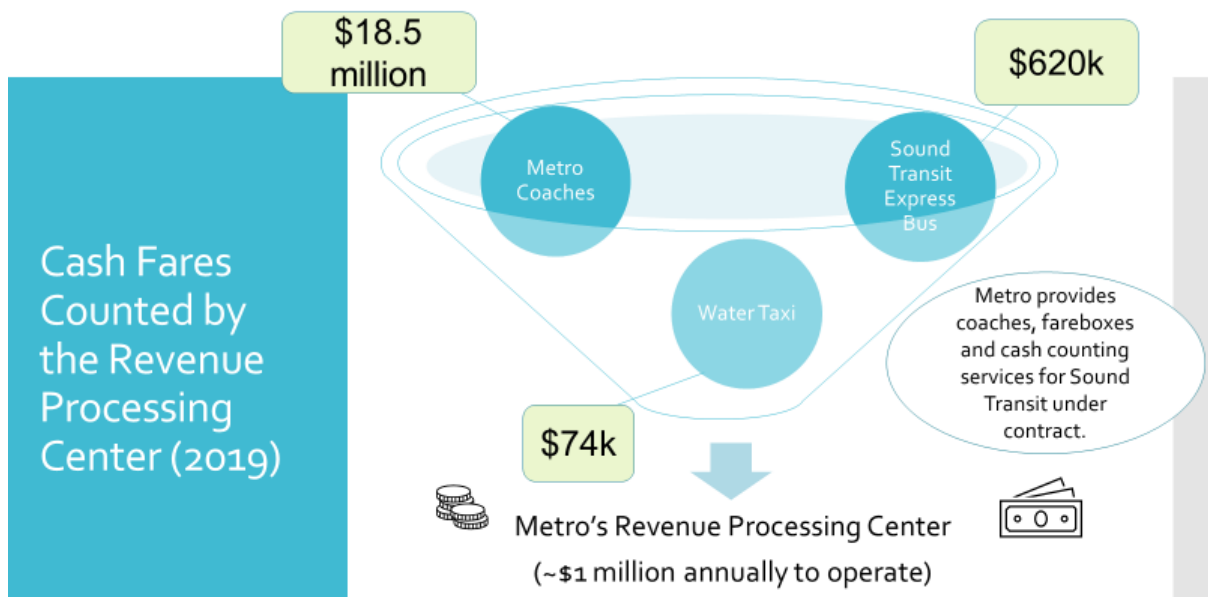 Cash Fares
Counted by
the Revenue
Processing
Center (2019)
$18.5
million
$620k
Metro
Coaches
Sound
Transit
Express
Bus
Water Taxi
$74k
Metro provides
coaches, fareboxes
and cash counting
services for Sound
Transit under
contract.
Metro's Revenue Processing Center
(~$1 million annually to operate)